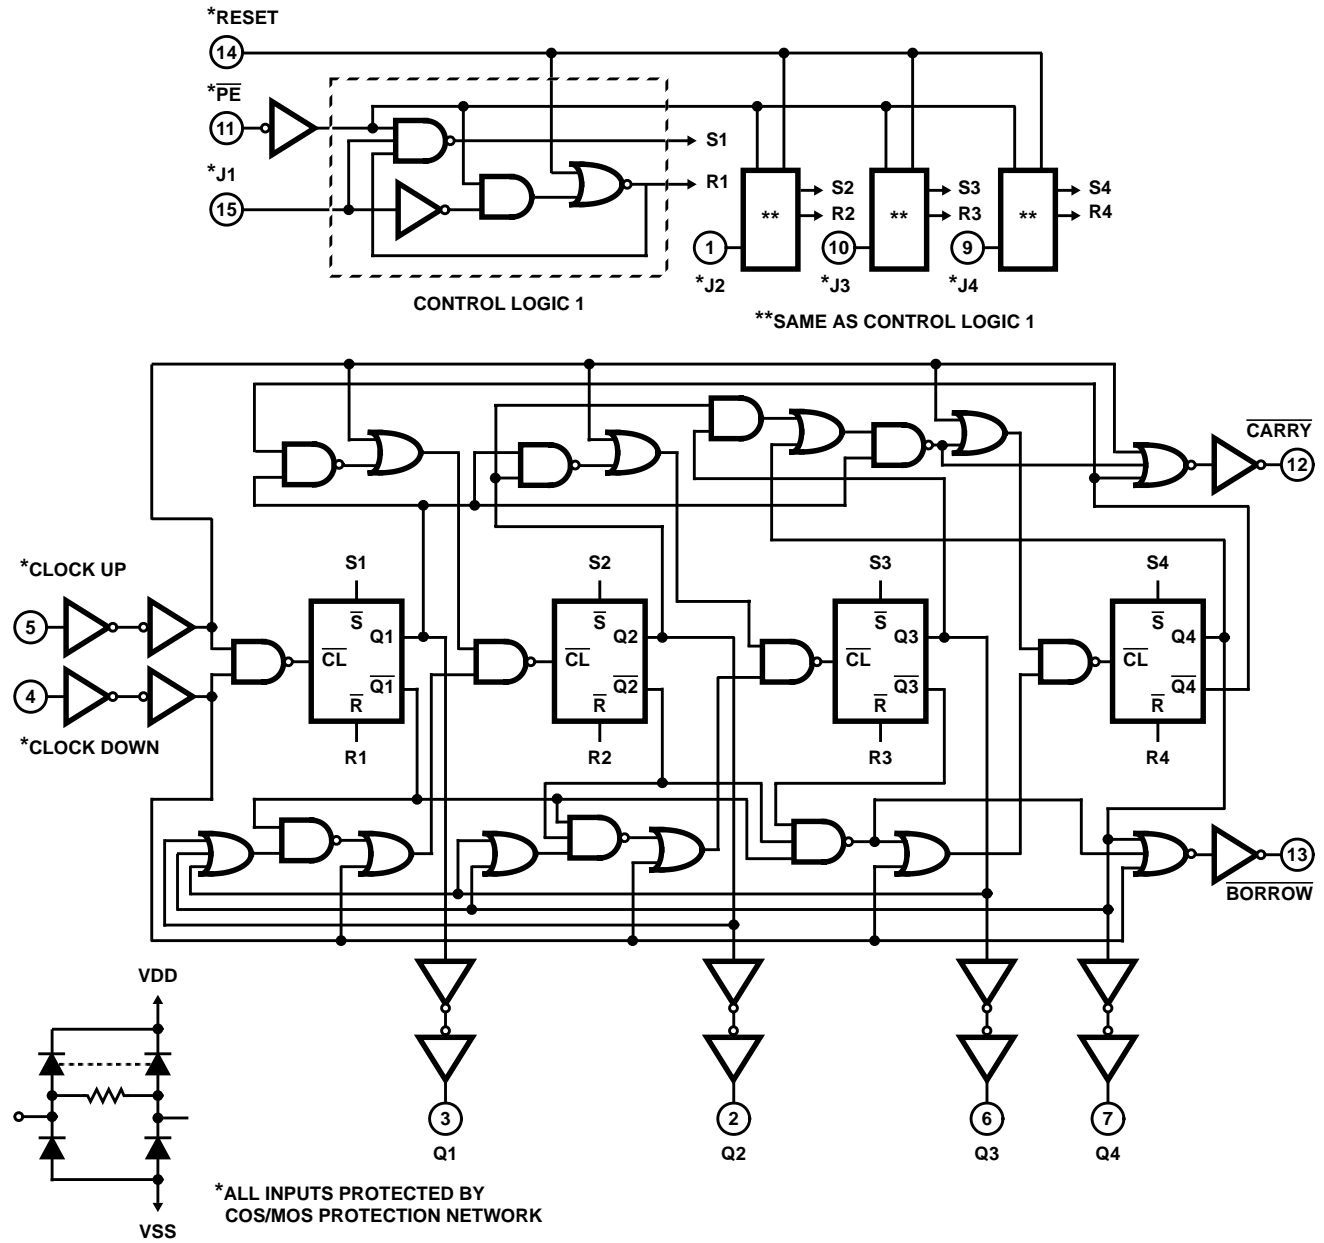 *RESET
14
*PE
11
*J1
15
S1
R1
CONTROL LOGIC 1
**
S2
R2
1
*J2
**
S3
R3
10
*J3
**
S4
R4
9
*J4
**SAME AS CONTROL LOGIC 1
CARRY
12
*CLOCK UP
5
4
*CLOCK DOWN
S1
S
Q1
CL
Q1
R
R1
S2
S
Q2
CL
Q2
R
R2
S3
S
Q3
CL
Q3
R
R3
S4
S
Q4
CL
Q4
R
R4
13
BORROW
VDD
VSS
3
Q1
2
Q2
6
Q3
7
Q4
*ALL INPUTS PROTECTED BY
COS/MOS PROTECTION NETWORK